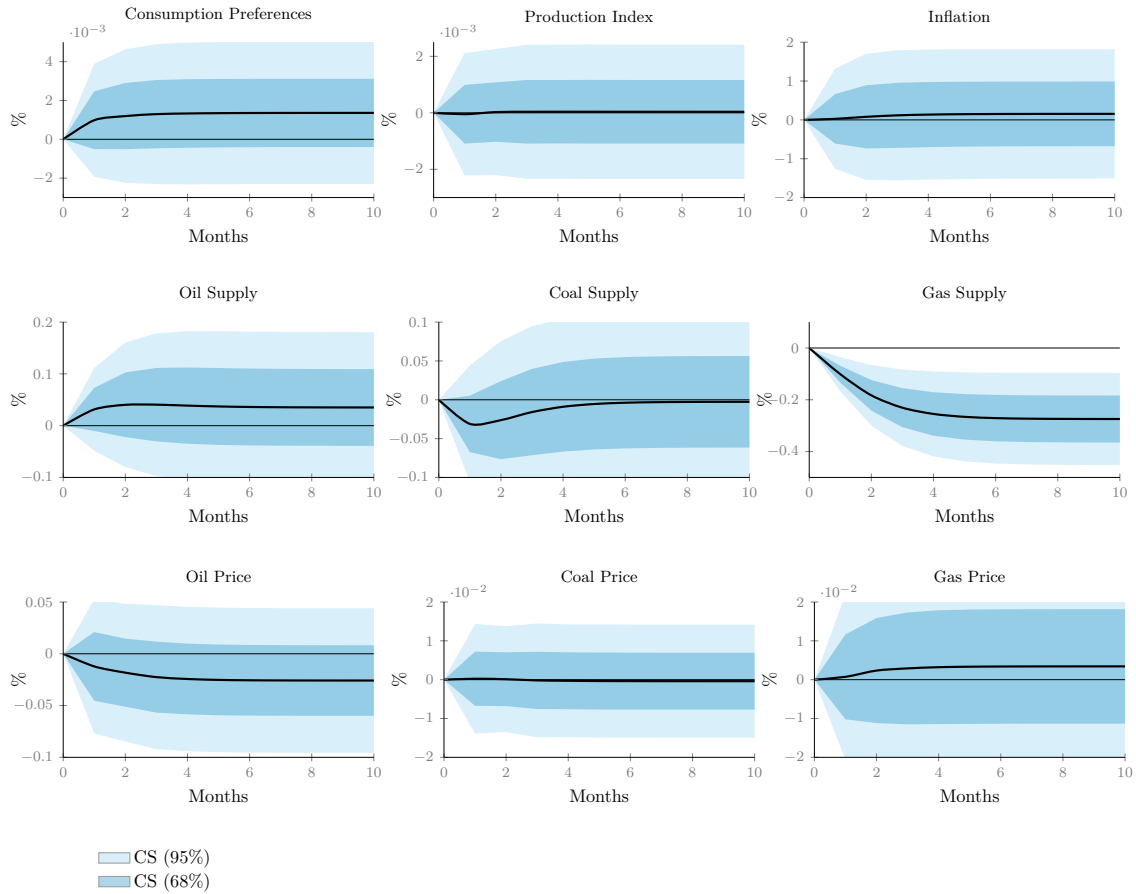 Consumption Preferences
Production Index
Inflation
·10⁻³
4
2
0
−2
%
0 2 4 6 8 10
Months
·10⁻³
2
0
−2
%
0 2 4 6 8 10
Months
2
1
0
−1
−2
%
0 2 4 6 8 10
Months
Oil Supply
Coal Supply
Gas Supply
0.2
0.1
0
−0.1
%
0 2 4 6 8 10
Months
0.1
0.05
0
−0.05
−0.1
%
0 2 4 6 8 10
Months
0
−0.2
−0.4
%
0 2 4 6 8 10
Months
Oil Price
Coal Price
Gas Price
0.05
0
−0.05
−0.1
%
0 2 4 6 8 10
Months
·10⁻²
2
1
0
−1
−2
%
0 2 4 6 8 10
Months
·10⁻²
2
1
0
−1
−2
%
0 2 4 6 8 10
Months
CS (95%)
CS (68%)